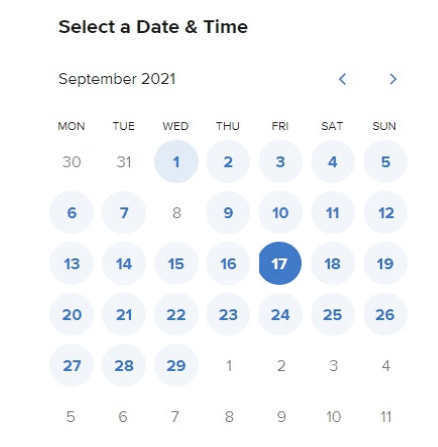 Select a Date & Time
September 2021
MON TUE WED THU FRI SAT SUN
30 31 1 2 3 4 5
6 7 8 9 10 11 12
13 14 15 16 17 18 19
20 21 22 23 24 25 26
27 28 29 1 2 3 4
5 6 7 8 9 10 11